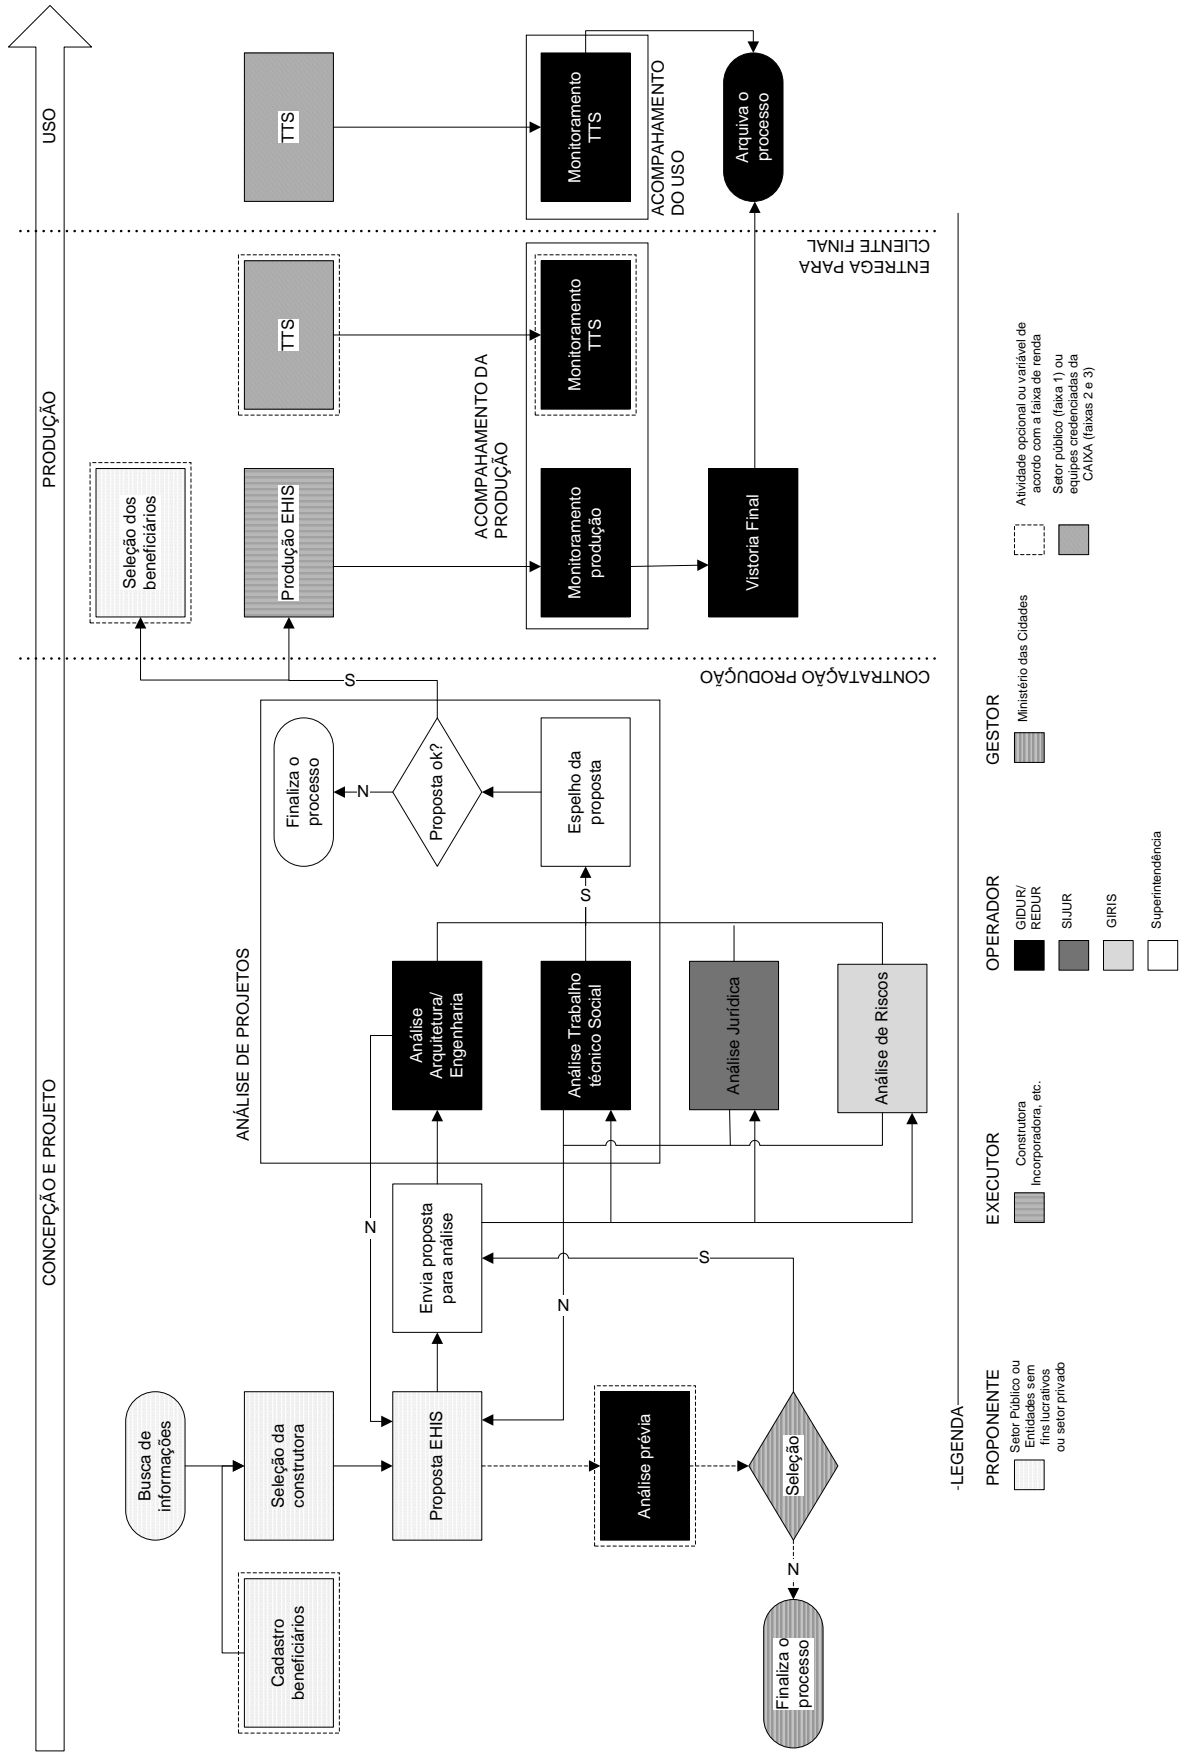 CONCEPÇÃO E PROJETO
PRODUÇÃO
USO
Busca de
informações
Cadastro
beneficiários
Seleção da
construtora
Proposta EHIS
Análise prévia
Seleção
N
Finaliza o
processo
S
Envia proposta
para análise
N
N
ANÁLISE DE PROJETOS
Análise
Arquitetura/
Engenharia
Análise Trabalho
técnico Social
Análise Jurídica
Análise de Riscos
S
Espelho da
proposta
Proposta ok?
N
Finaliza o
processo
S
CONTRATAÇÃO PRODUÇÃO
Seleção dos
beneficiários
Produção EHIS
TTS
ACOMPAHAMENTO DA
PRODUÇÃO
Monitoramento
produção
Monitoramento
TTS
Vistoria Final
ENTREGA PARA
CLIENTE FINAL
TTS
Monitoramento
TTS
ACOMPAHAMENTO
DO USO
Arquiva o
processo
LEGENDA
PROPONENTE
Setor Público ou
Entidades sem
fins lucrativos
ou setor privado
EXECUTOR
Construtora
Incorporadora, etc.
OPERADOR
GIDUR/
REDUR
SIJUR
GIRIS
Superintendência
GESTOR
Ministério das Cidades
Atividade opcional ou variável de
acordo com a faixa de renda
Setor público (faixa 1) ou
equipes credenciadas da
CAIXA (faixas 2 e 3)